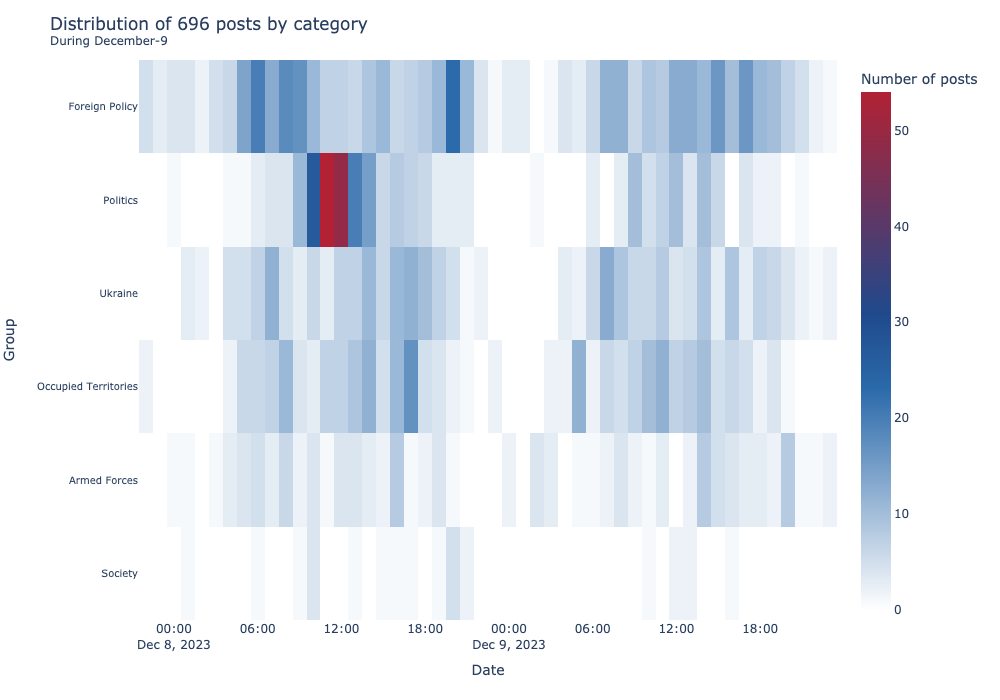 Distribution of 696 posts by category
During December-9
Number of posts
Foreign Policy
Politics
Ukraine
Occupied Territories
Armed Forces
Society
Group
50
40
30
20
10
0
00:00 06:00 12:00 18:00 00:00 06:00 12:00 18:00
Dec 8, 2023 Dec 9, 2023
Date